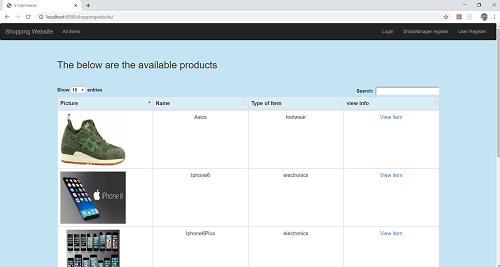 E-Commerce
localhost:8080/shoppingwebsite/
Shopping Website All Items Login ShopManager register User Register
The below are the available products
Show 10 entries Search:
Picture Name Type of Item view info
Asics footwear View item
iPhone 8
Iphone8 electronics View item
Iphone6Plus electronics View item